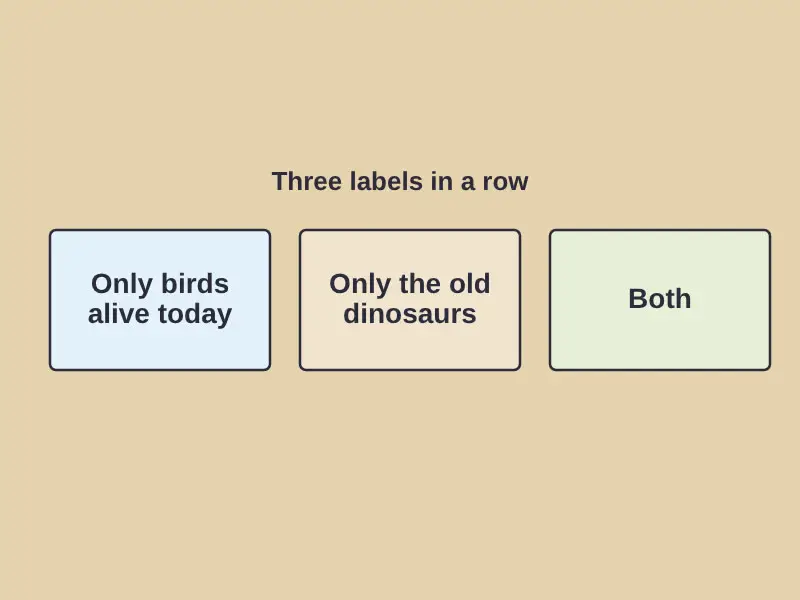 Three labels in a row
Only birds
alive today
Only the old
dinosaurs
Both